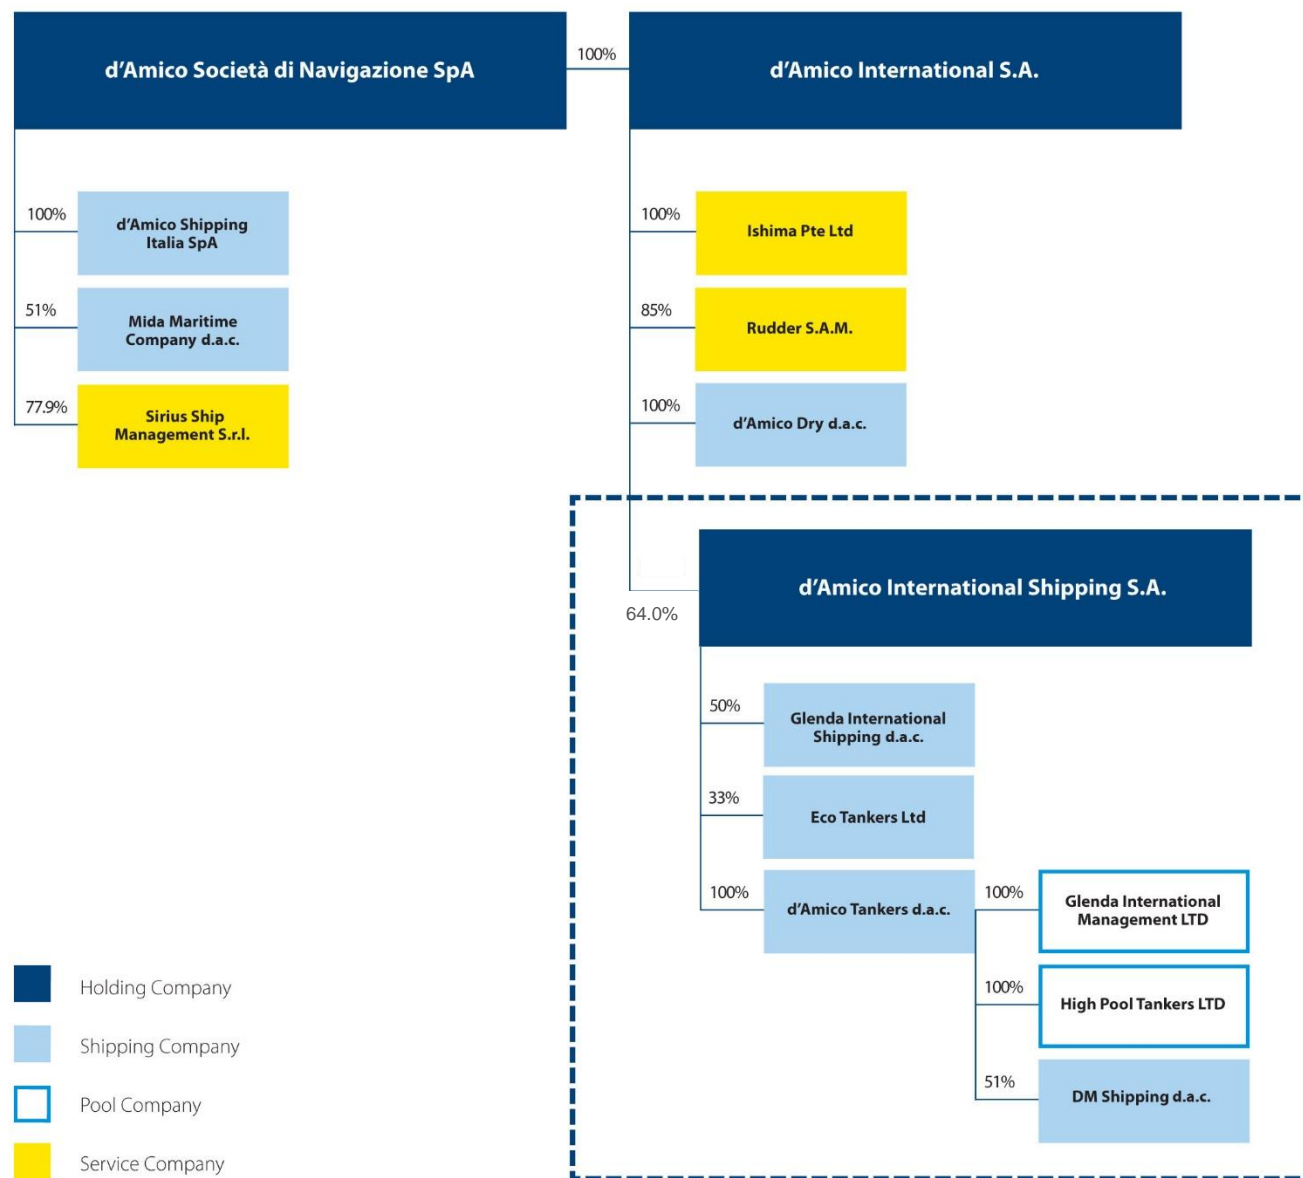 d'Amico Società di Navigazione SpA
100%
d'Amico International S.A.
100%
d'Amico Shipping
Italia SpA
51%
Mida Maritime
Company d.a.c.
77.9%
Sirius Ship
Management S.r.l.
100%
Ishima Pte Ltd
85%
Rudder S.A.M.
100%
d'Amico Dry d.a.c.
64.0%
d'Amico International Shipping S.A.
50%
Glenda International
Shipping d.a.c.
33%
Eco Tankers Ltd
100%
d'Amico Tankers d.a.c.
100%
Glenda International
Management LTD
100%
High Pool Tankers LTD
51%
DM Shipping d.a.c.
Holding Company
Shipping Company
Pool Company
Service Company